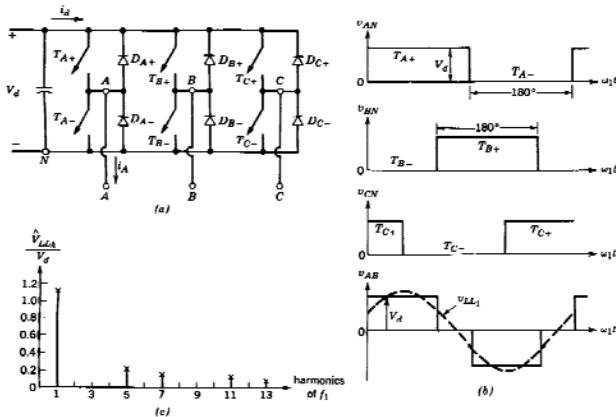 i_d
+
V_d
−
N
T_A+
D_A+
T_B+
D_B+
T_C+
D_C+
A
B
C
T_A−
D_A−
T_B−
D_B−
T_C−
D_C−
i_A
A
B
C
(a)
V̂_LLh
V_d
1.2
1.0
0.8
0.6
0.4
0.2
0
1 3 5 7 9 11 13
harmonics
of f_1
(c)
v_AN
T_A+
V_d
T_A−
0
ω_1t
180°
v_BN
180°
T_B−
T_B+
0
ω_1t
v_CN
T_C+
T_C−
T_C+
0
ω_1t
v_AB
v_LL1
V_d
0
ω_1t
(b)